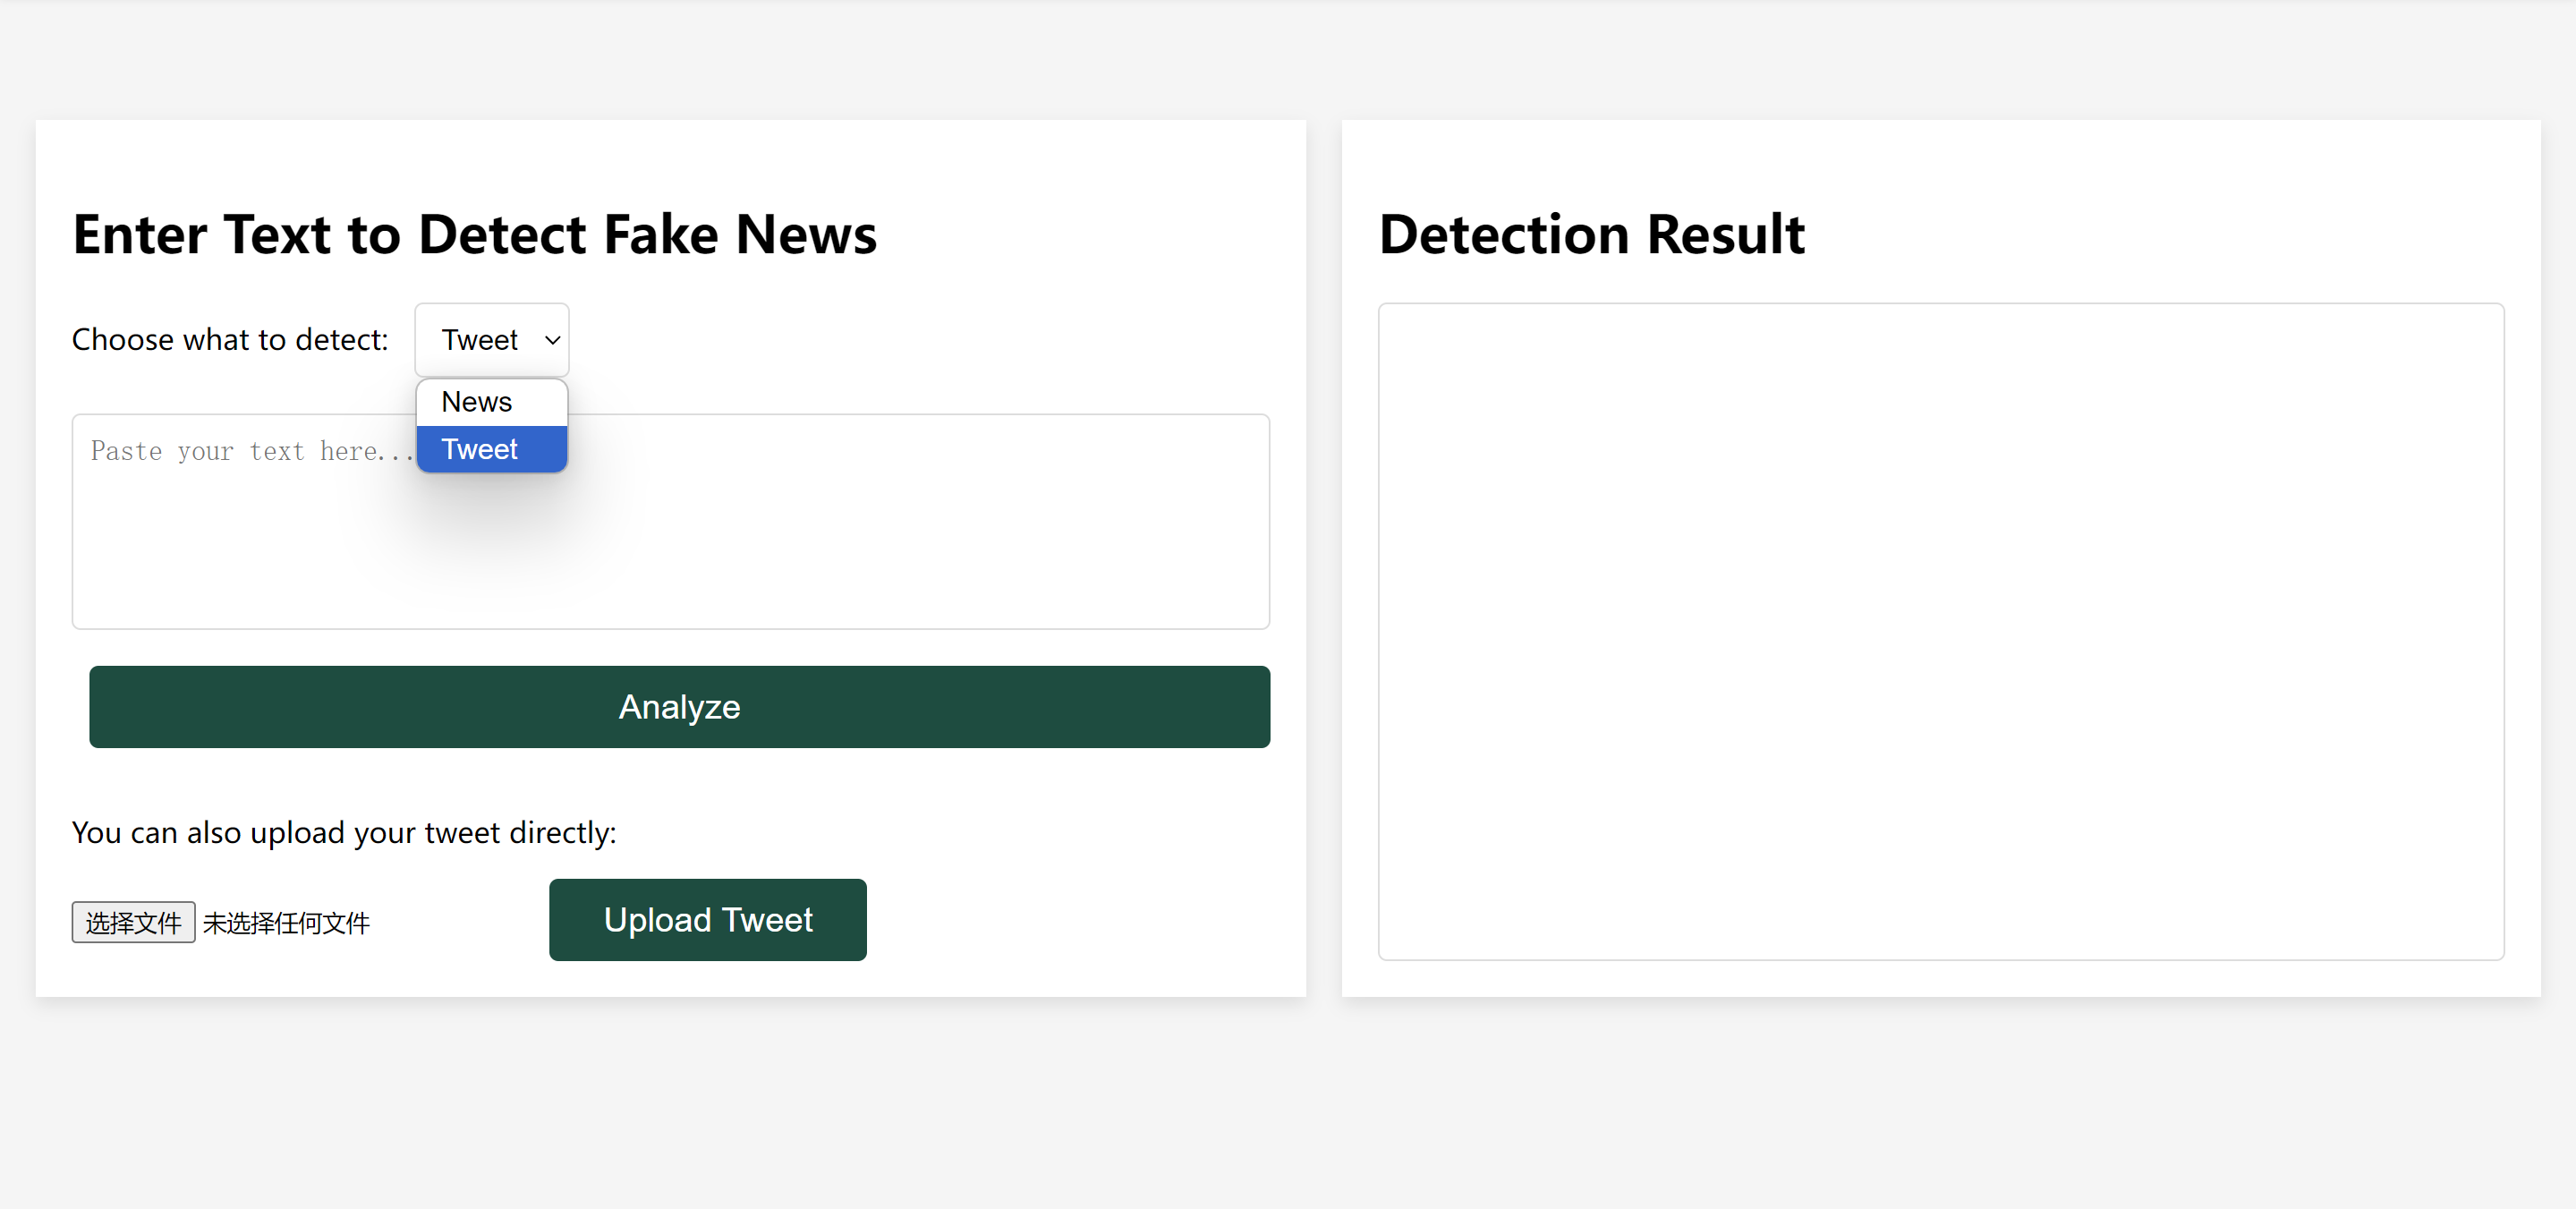 Enter Text to Detect Fake News
Choose what to detect: Tweet
News
Tweet
Paste your text here...
Analyze
You can also upload your tweet directly:
选择文件 未选择任何文件 Upload Tweet
Detection Result